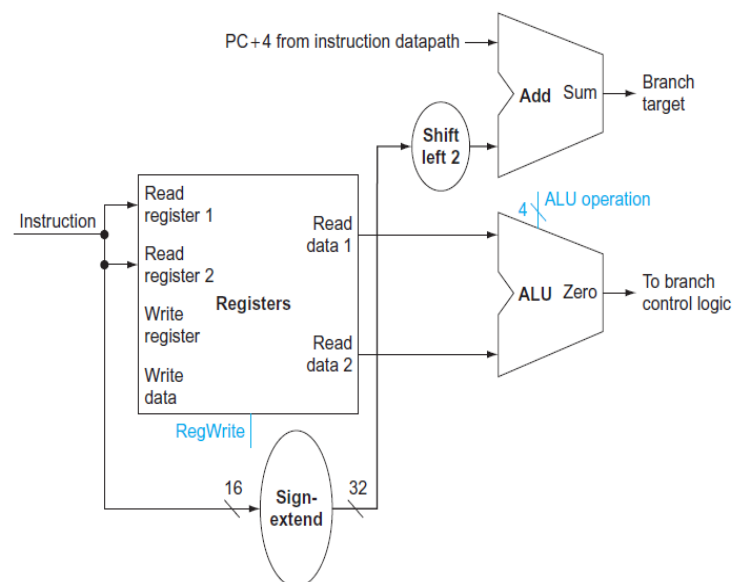 PC+4 from instruction datapath
Add Sum
Branch
target
Shift
left 2
Instruction
Read
register 1
Read
register 2
Write
register
Write
data
Registers
Read
data 1
Read
data 2
RegWrite
4
ALU operation
ALU Zero
To branch
control logic
16
Sign-
extend
32